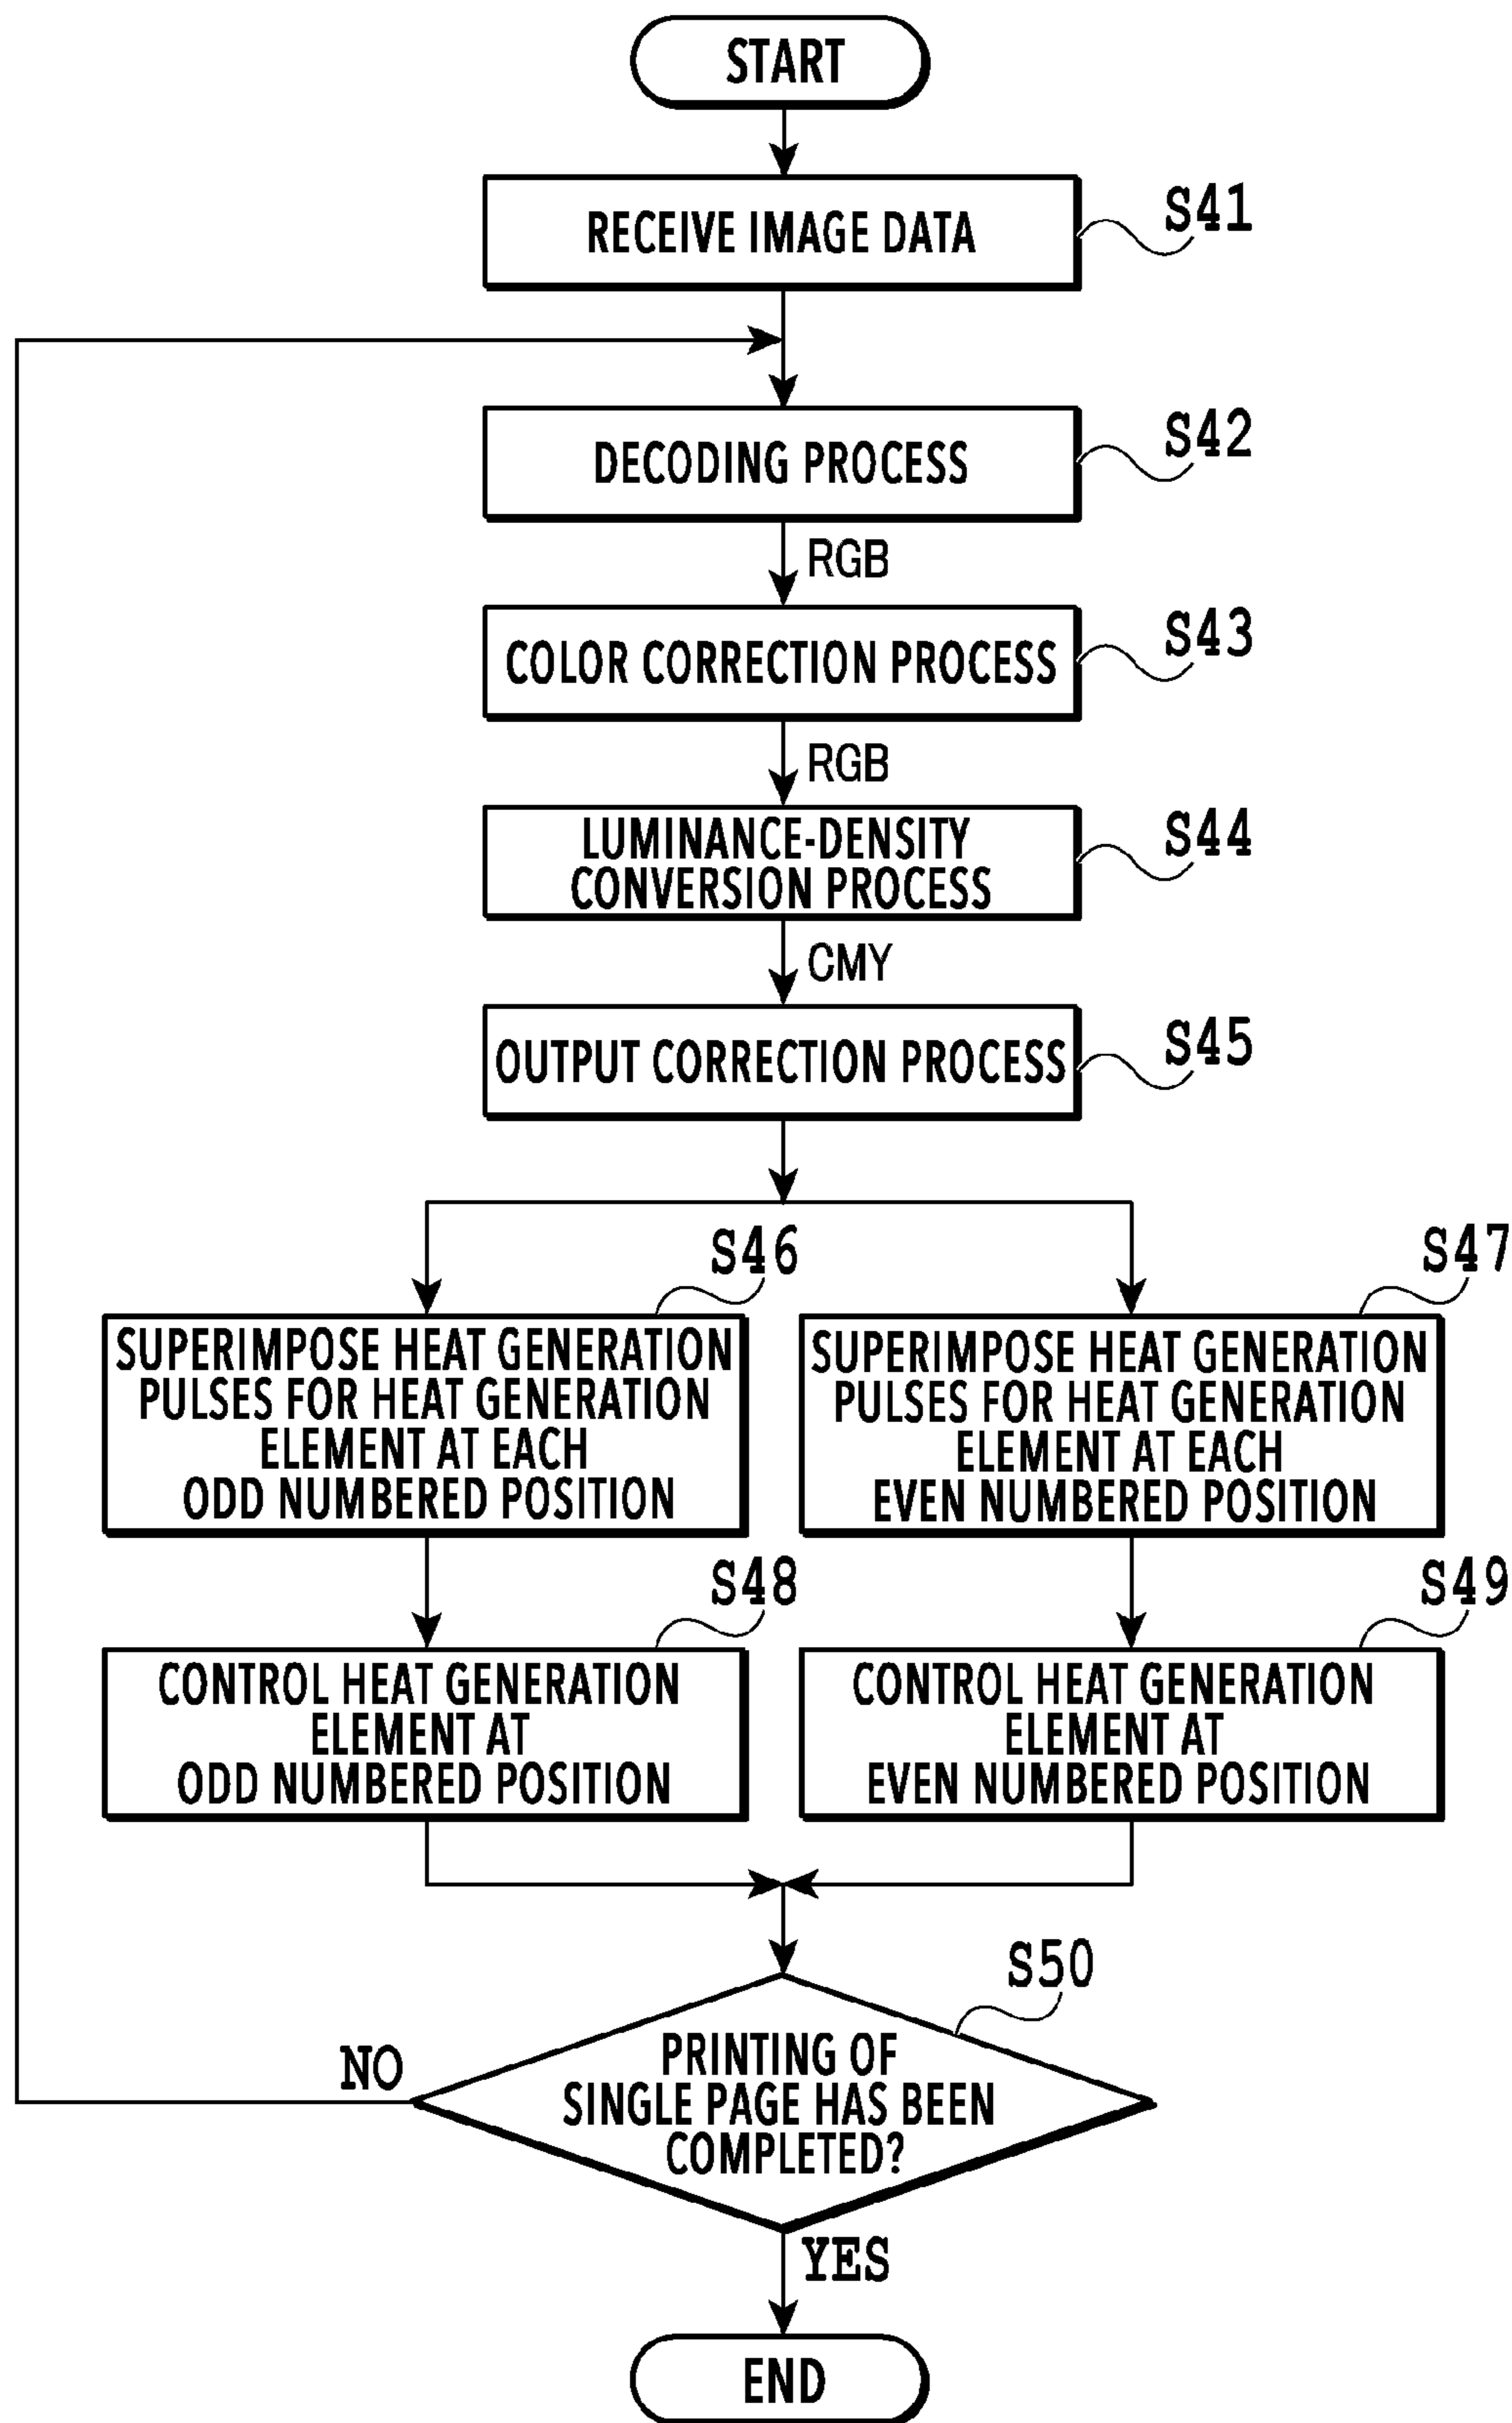 START
RECEIVE IMAGE DATA
S41
DECODING PROCESS
S42
RGB
COLOR CORRECTION PROCESS
S43
RGB
LUMINANCE-DENSITY
CONVERSION PROCESS
S44
CMY
OUTPUT CORRECTION PROCESS
S45
S46
SUPERIMPOSE HEAT GENERATION
PULSES FOR HEAT GENERATION
ELEMENT AT EACH
ODD NUMBERED POSITION
S47
SUPERIMPOSE HEAT GENERATION
PULSES FOR HEAT GENERATION
ELEMENT AT EACH
EVEN NUMBERED POSITION
S48
CONTROL HEAT GENERATION
ELEMENT AT
ODD NUMBERED POSITION
S49
CONTROL HEAT GENERATION
ELEMENT AT
EVEN NUMBERED POSITION
S50
PRINTING OF
SINGLE PAGE HAS BEEN
COMPLETED?
NO
YES
END